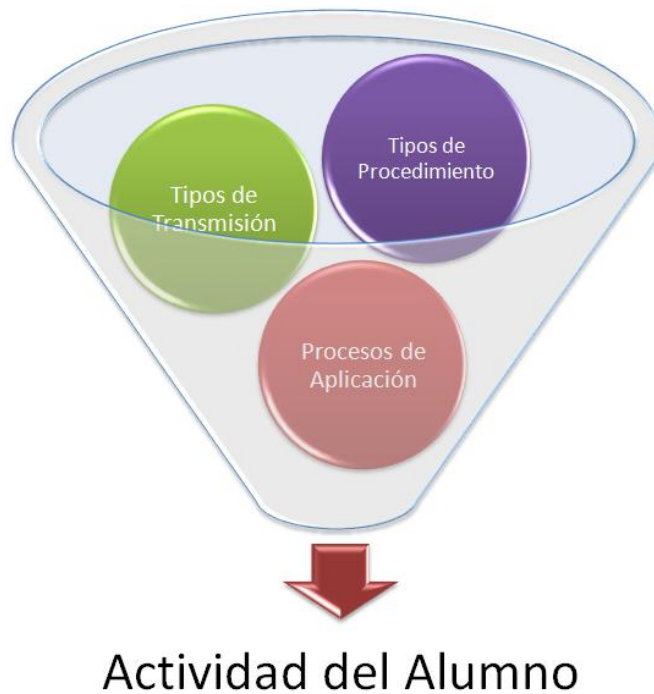 Tipos de
Procedimiento
Tipos de
Transmisión
Procesos de
Aplicación
Actividad del Alumno